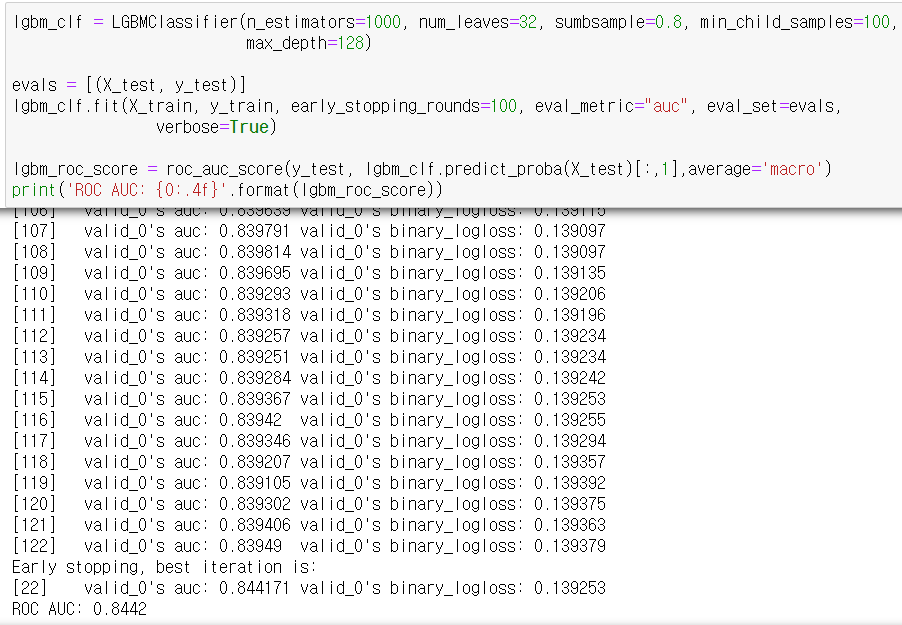 lgbm_clf = LGBMClassifier(n_estimators=1000, num_leaves=32, sumbsample=0.8, min_child_samples=100,
max_depth=128)
evals = [(X_test, y_test)]
lgbm_clf.fit(X_train, y_train, early_stopping_rounds=100, eval_metric="auc", eval_set=evals,
verbose=True)
lgbm_roc_score = roc_auc_score(y_test, lgbm_clf.predict_proba(X_test)[:,1],average='macro')
print('ROC AUC: {0:.4f}'.format(lgbm_roc_score))
[106] valid_0's auc: 0.839639 valid_0's binary_logloss: 0.139115
[107] valid_0's auc: 0.839791 valid_0's binary_logloss: 0.139097
[108] valid_0's auc: 0.839814 valid_0's binary_logloss: 0.139097
[109] valid_0's auc: 0.839695 valid_0's binary_logloss: 0.139135
[110] valid_0's auc: 0.839293 valid_0's binary_logloss: 0.139206
[111] valid_0's auc: 0.839318 valid_0's binary_logloss: 0.139196
[112] valid_0's auc: 0.839257 valid_0's binary_logloss: 0.139234
[113] valid_0's auc: 0.839251 valid_0's binary_logloss: 0.139234
[114] valid_0's auc: 0.839284 valid_0's binary_logloss: 0.139242
[115] valid_0's auc: 0.839367 valid_0's binary_logloss: 0.139253
[116] valid_0's auc: 0.83942 valid_0's binary_logloss: 0.139255
[117] valid_0's auc: 0.839346 valid_0's binary_logloss: 0.139294
[118] valid_0's auc: 0.839207 valid_0's binary_logloss: 0.139357
[119] valid_0's auc: 0.839105 valid_0's binary_logloss: 0.139392
[120] valid_0's auc: 0.839302 valid_0's binary_logloss: 0.139375
[121] valid_0's auc: 0.839406 valid_0's binary_logloss: 0.139363
[122] valid_0's auc: 0.83949 valid_0's binary_logloss: 0.139379
Early stopping, best iteration is:
[22] valid_0's auc: 0.844171 valid_0's binary_logloss: 0.139253
ROC AUC: 0.8442